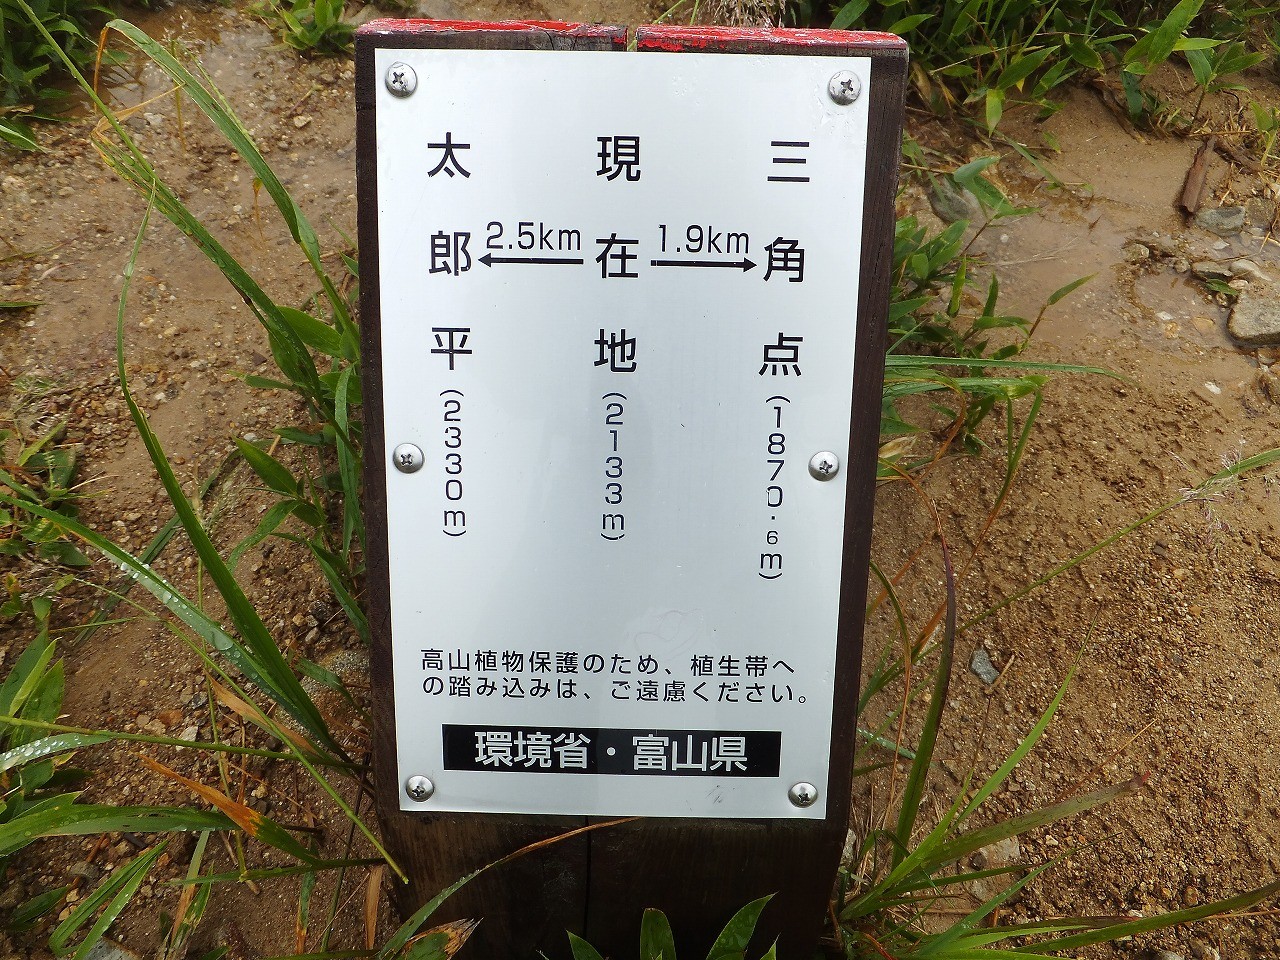 三角点(1870.6m)
1.9km
現在地(2133m)
2.5km
太郎平(2330m)
高山植物保護のため、植生帯へ
の踏み込みは、ご遠慮ください。
環境省・富山県